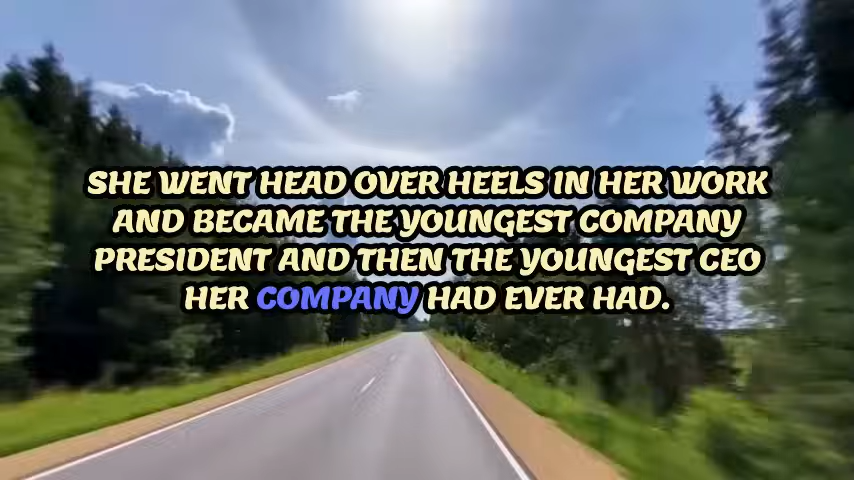 SHE WENT HEAD OVER HEELS IN HER WORK
AND BECAME THE YOUNGEST COMPANY
PRESIDENT AND THEN THE YOUNGEST CEO
HER COMPANY HAD EVER HAD.